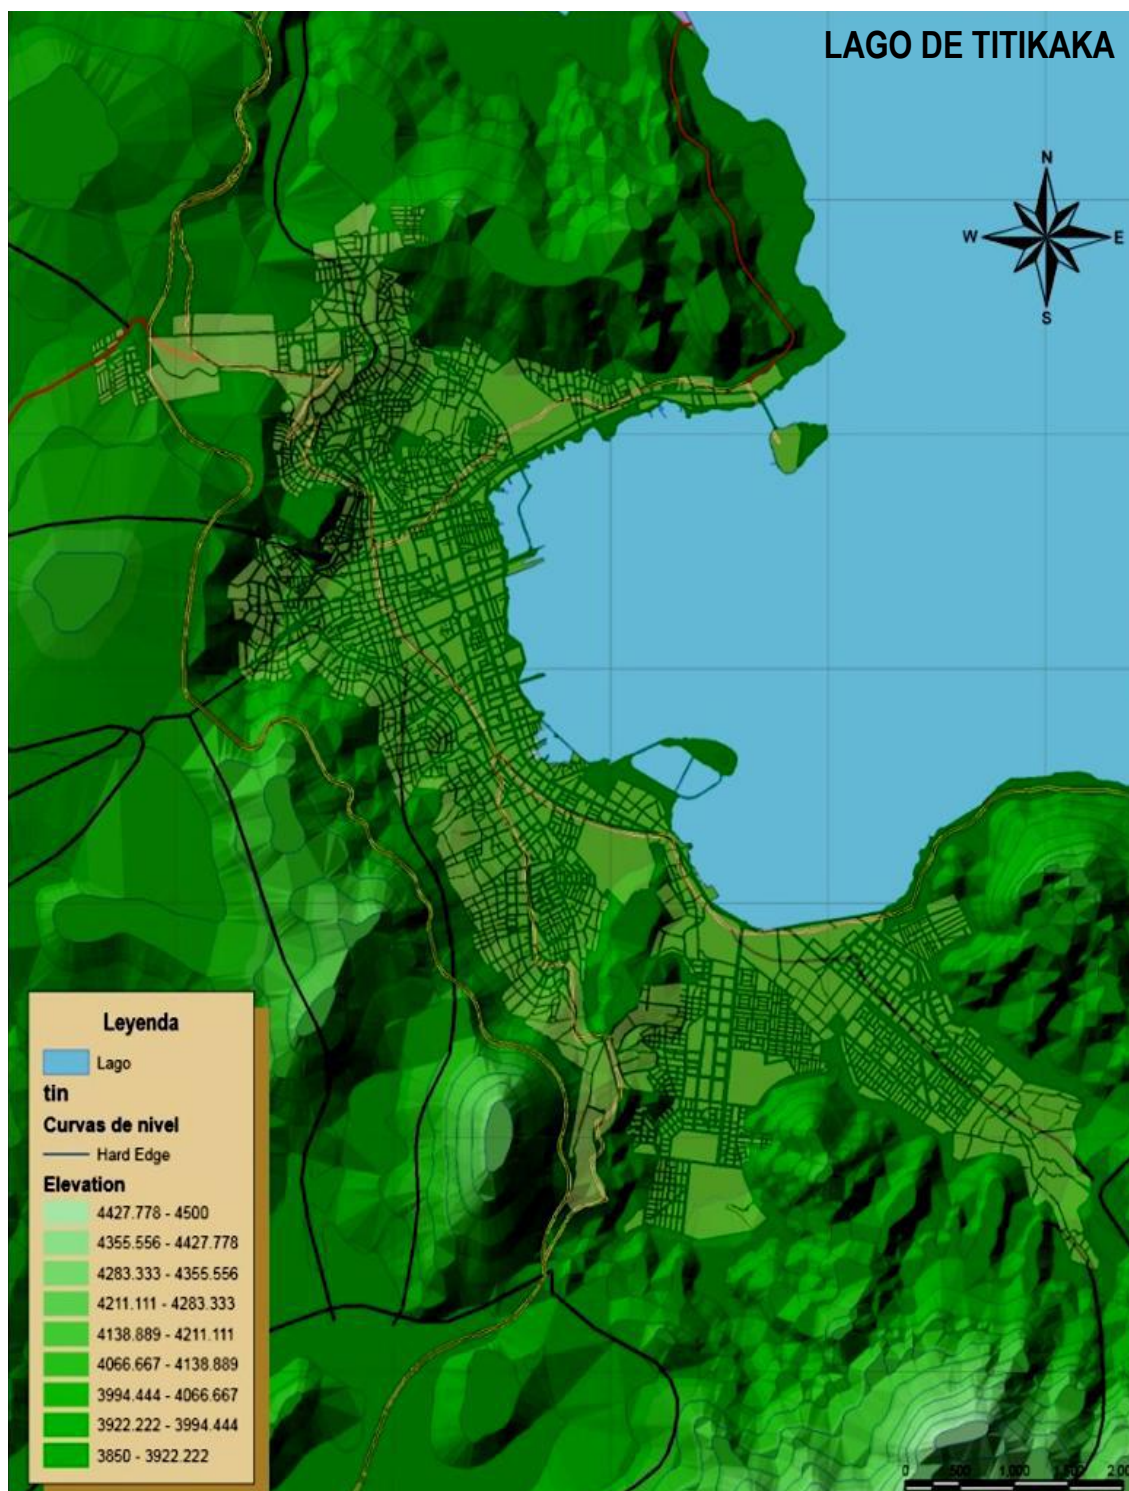 LAGO DE TITIKAKA
N
W E
S
Leyenda
Lago
tin
Curvas de nivel
Hard Edge
Elevation
4427.778 - 4500
4355.556 - 4427.778
4283.333 - 4355.556
4211.111 - 4283.333
4138.889 - 4211.111
4066.667 - 4138.889
3994.444 - 4066.667
3922.222 - 3994.444
3850 - 3922.222
0 500 1.000 1.500